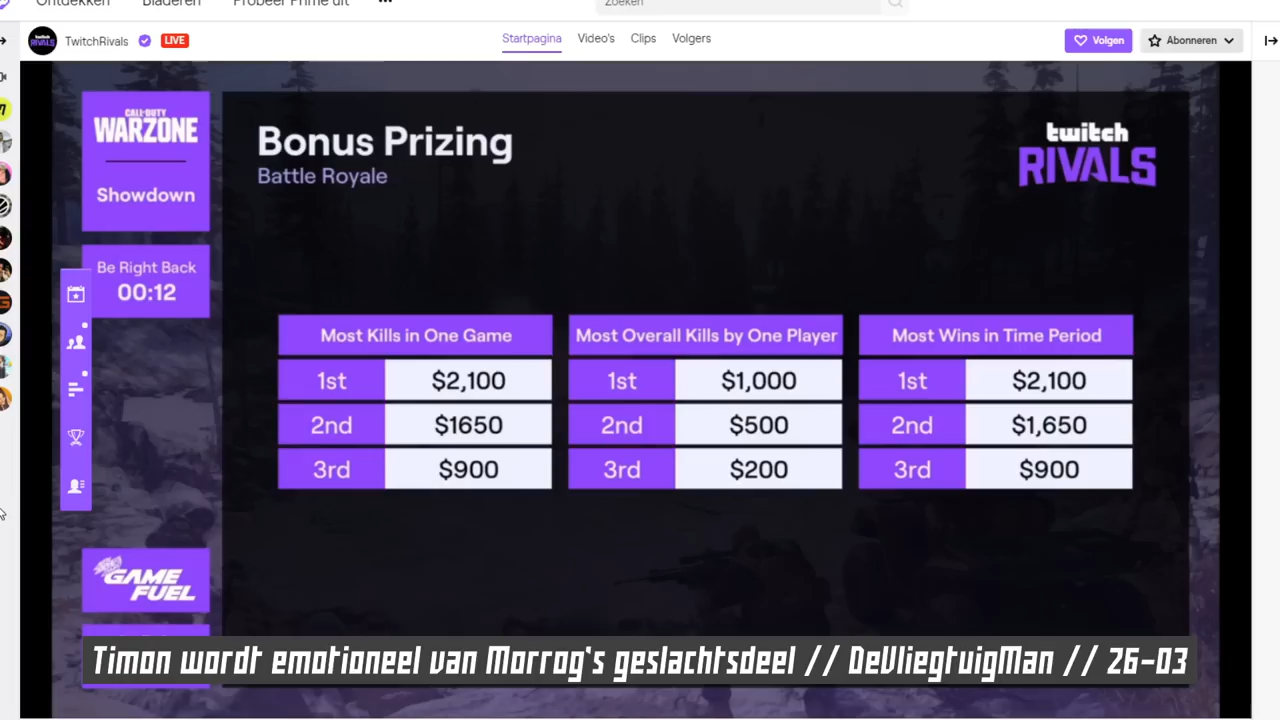 Ontdekken Bladeren Probeer Prime uit ••• Zoeken
TwitchRivals LIVE Startpagina Video's Clips Volgers Volgen Abonneren
CALL OF DUTY
WARZONE
Showdown
Be Right Back
00:12
Bonus Prizing
Battle Royale
twitch
RIVALS
Most Kills in One Game
1st $2,100
2nd $1650
3rd $900
Most Overall Kills by One Player
1st $1,000
2nd $500
3rd $200
Most Wins in Time Period
1st $2,100
2nd $1,650
3rd $900
GAME
FUEL
Timon wordt emotioneel van Morrog's geslachtsdeel // DeVliegtuigMan // 26-03